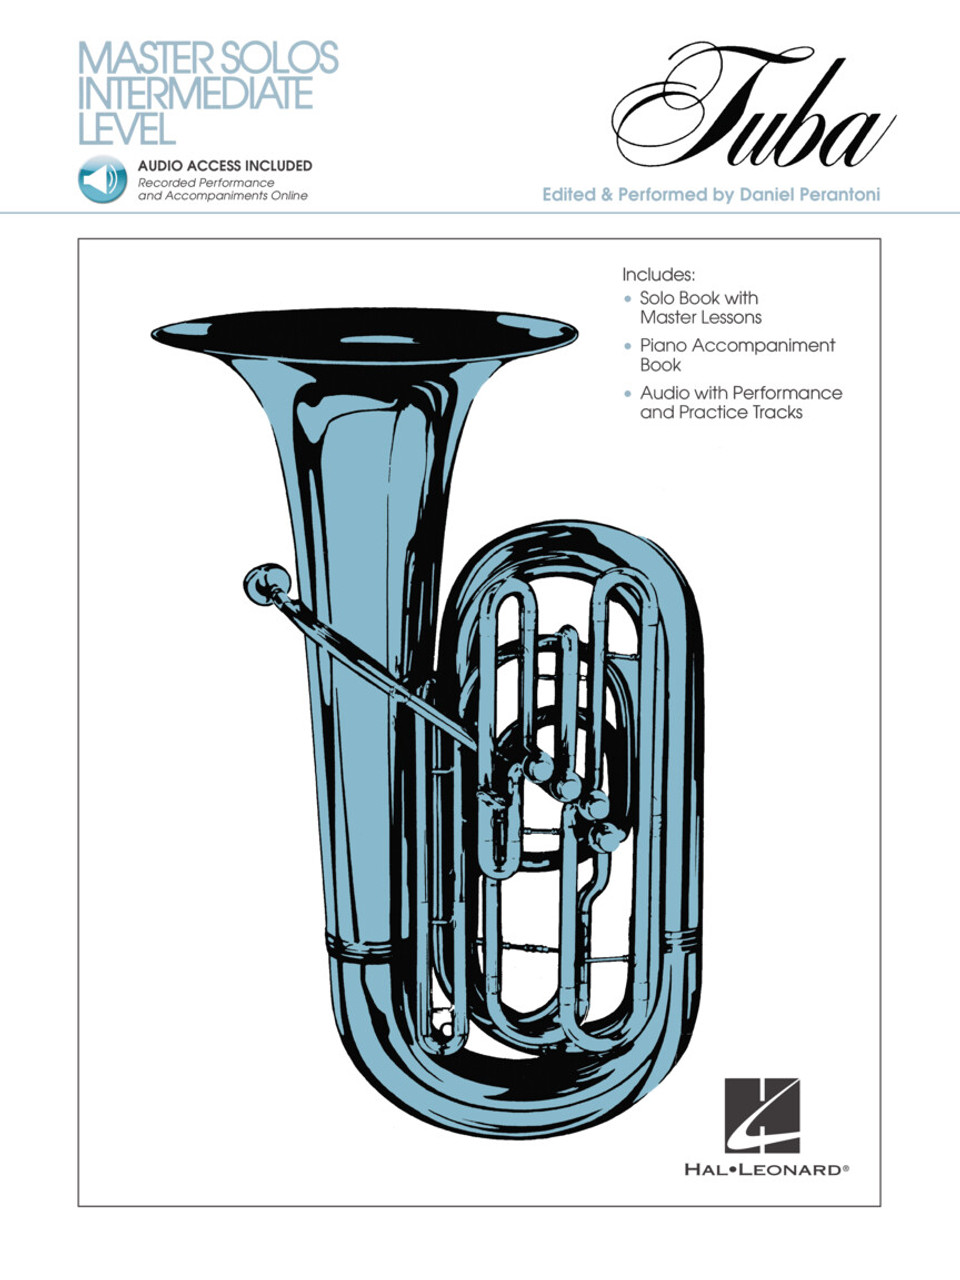 MASTER SOLOS
INTERMEDIATE
LEVEL
AUDIO ACCESS INCLUDED
Recorded Performance
and Accompaniments Online
Tuba
Edited & Performed by Daniel Perantoni
Includes:
• Solo Book with
Master Lessons
• Piano Accompaniment
Book
• Audio with Performance
and Practice Tracks
HAL•LEONARD®